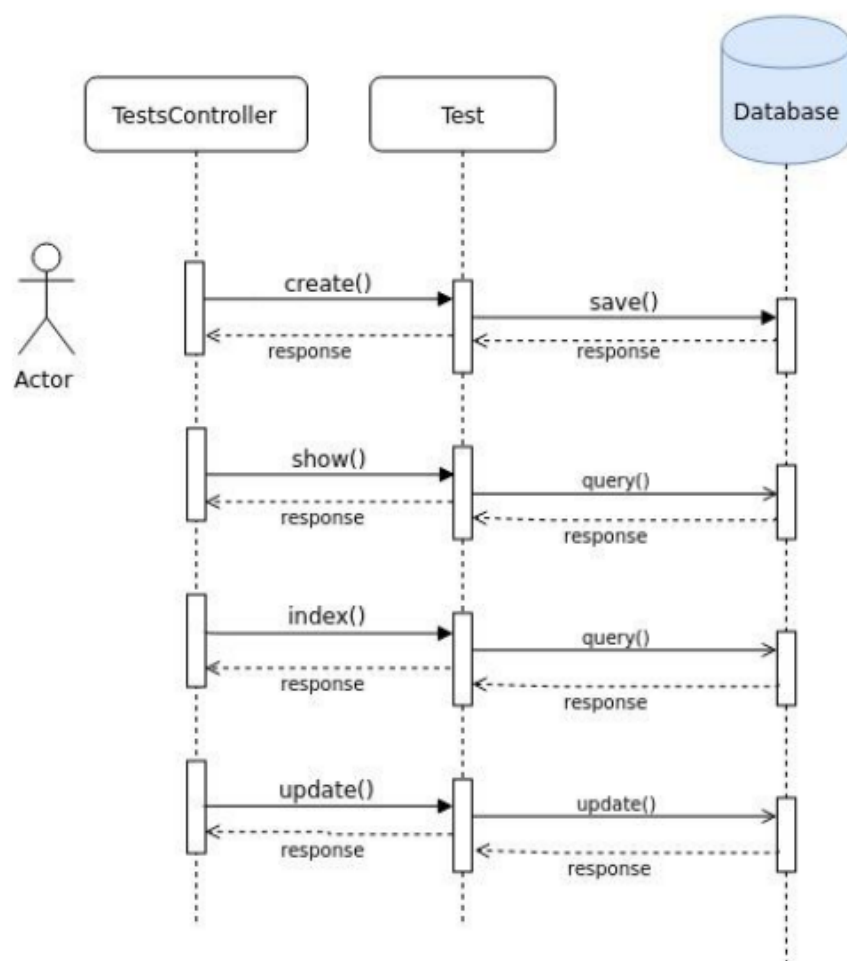 TestsController
Test
Database
Actor
create()
save()
response
response
show()
query()
response
response
index()
query()
response
response
update()
update()
response
response